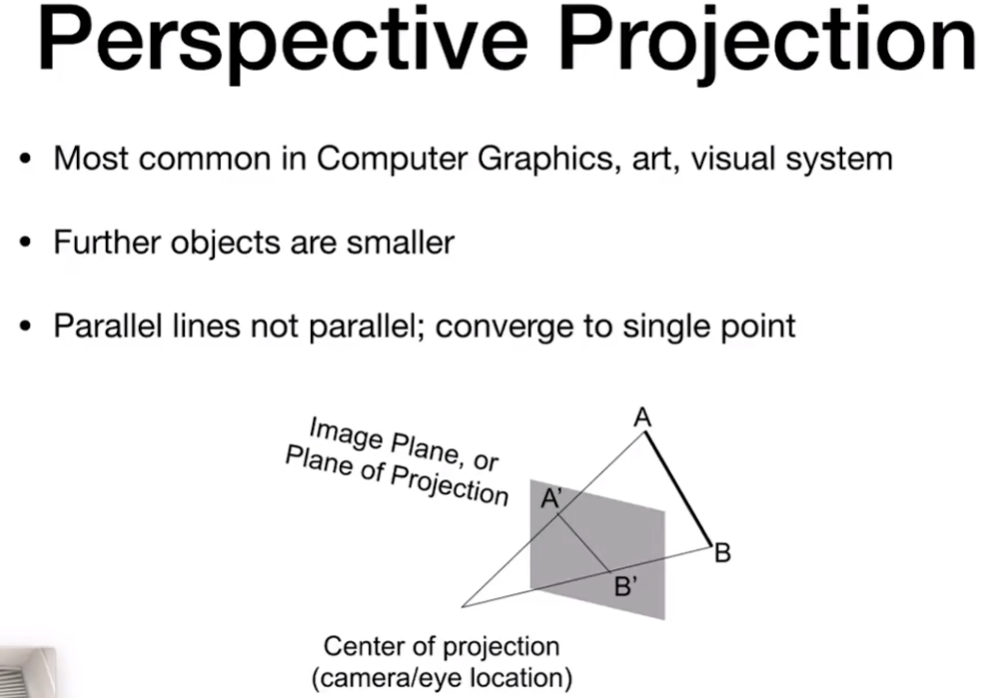 Perspective Projection
• Most common in Computer Graphics, art, visual system
• Further objects are smaller
• Parallel lines not parallel; converge to single point
A
Image Plane, or
Plane of Projection
A'
B
B'
Center of projection
(camera/eye location)